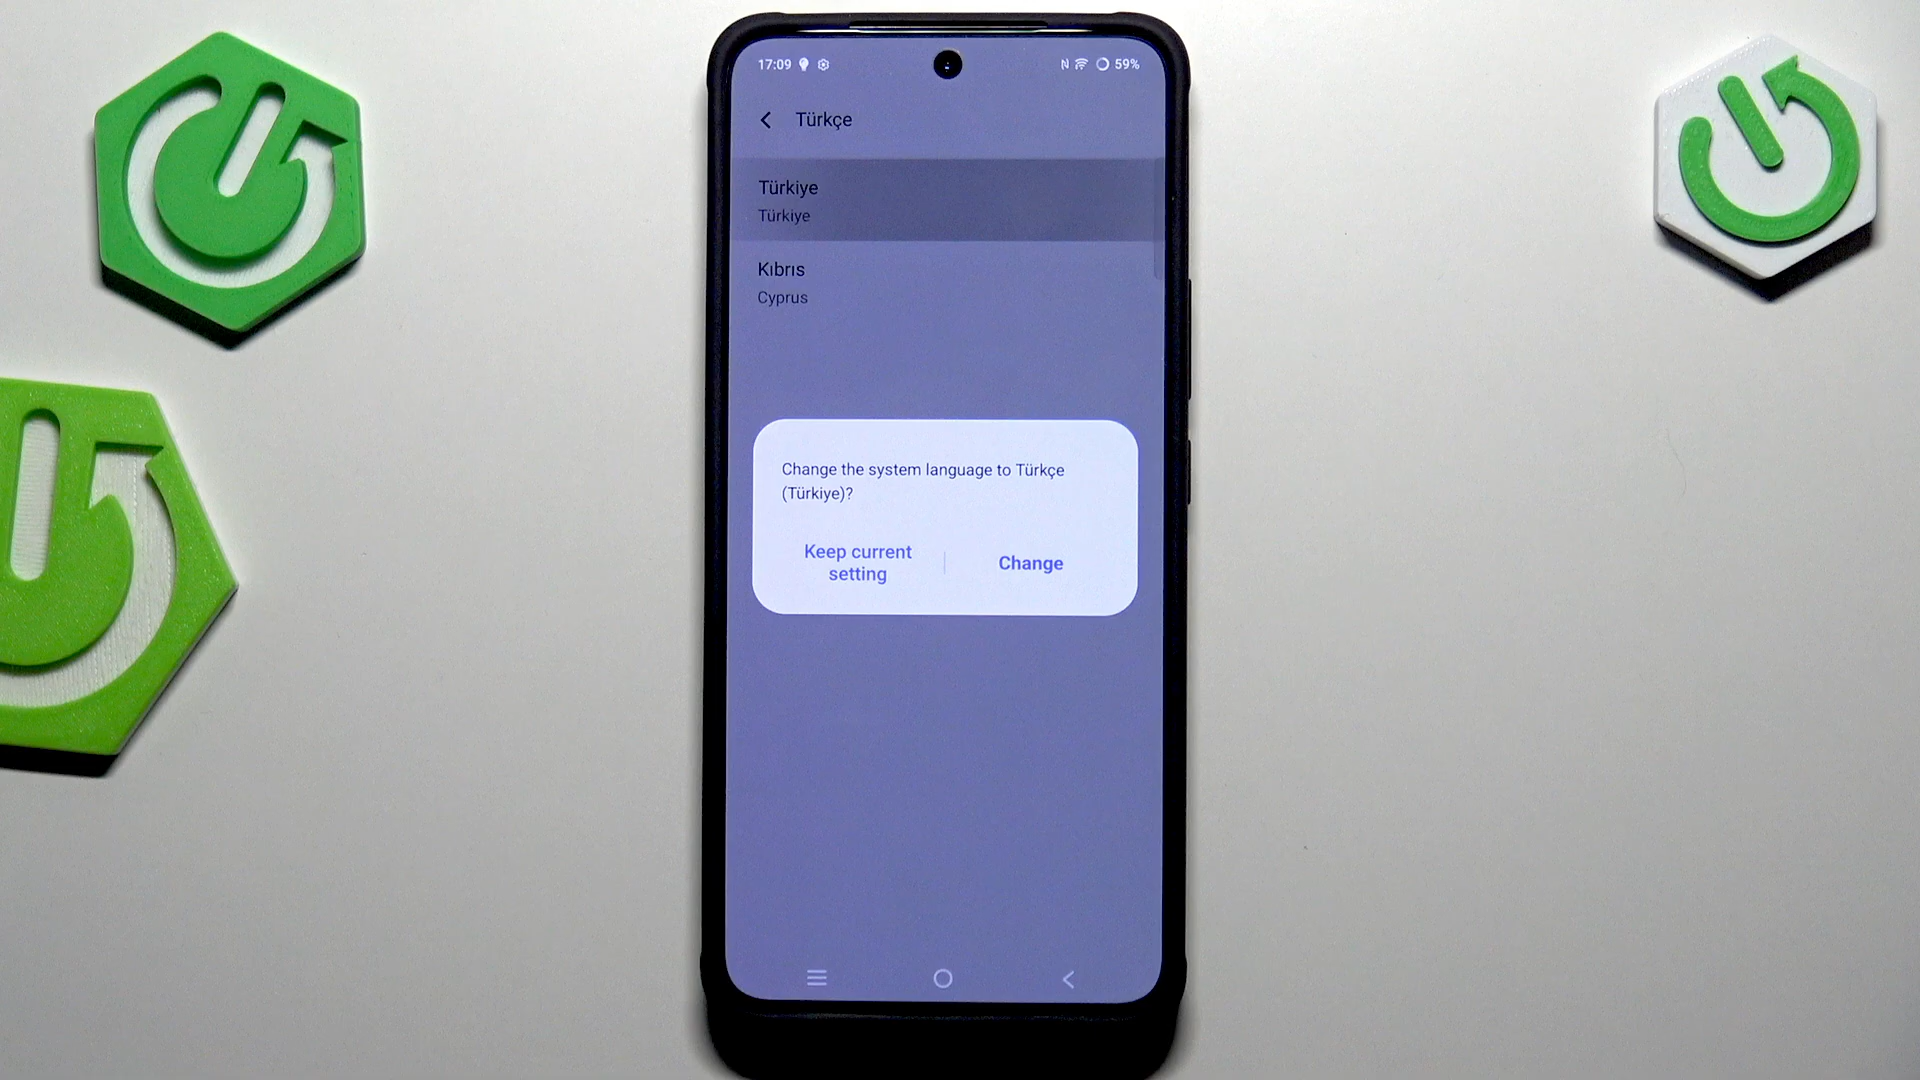 17:09 59%
Türkçe
Türkiye
Türkiye
Kıbrıs
Cyprus
Change the system language to Türkçe
(Türkiye)?
Keep current
setting
Change